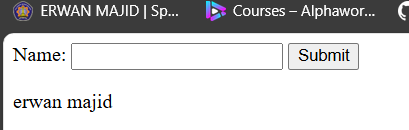 ERWAN MAJID | Sp... Courses – Alphawor...
Name: Submit
erwan majid